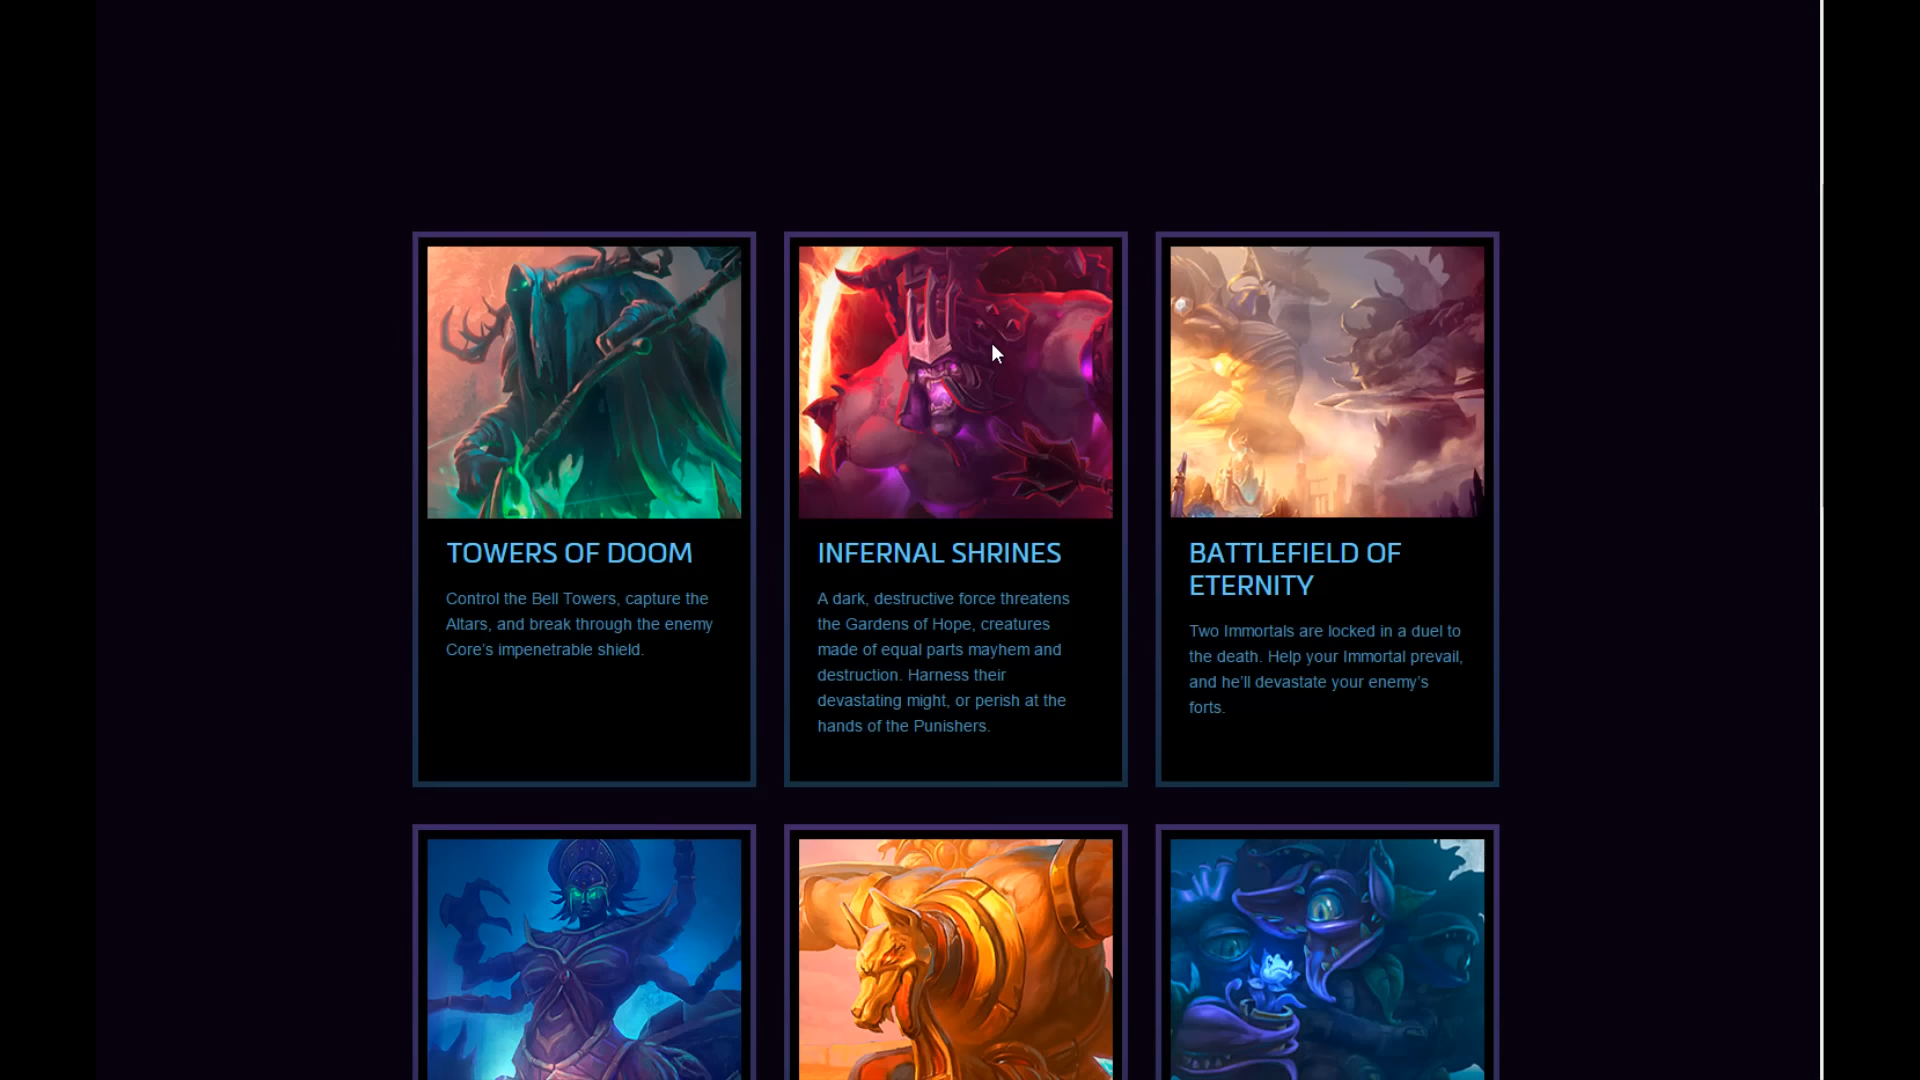 TOWERS OF DOOM
Control the Bell Towers, capture the
Altars, and break through the enemy
Core’s impenetrable shield.
INFERNAL SHRINES
A dark, destructive force threatens
the Gardens of Hope, creatures
made of equal parts mayhem and
destruction. Harness their
devastating might, or perish at the
hands of the Punishers.
BATTLEFIELD OF
ETERNITY
Two Immortals are locked in a duel to
the death. Help your Immortal prevail,
and he’ll devastate your enemy’s
forts.